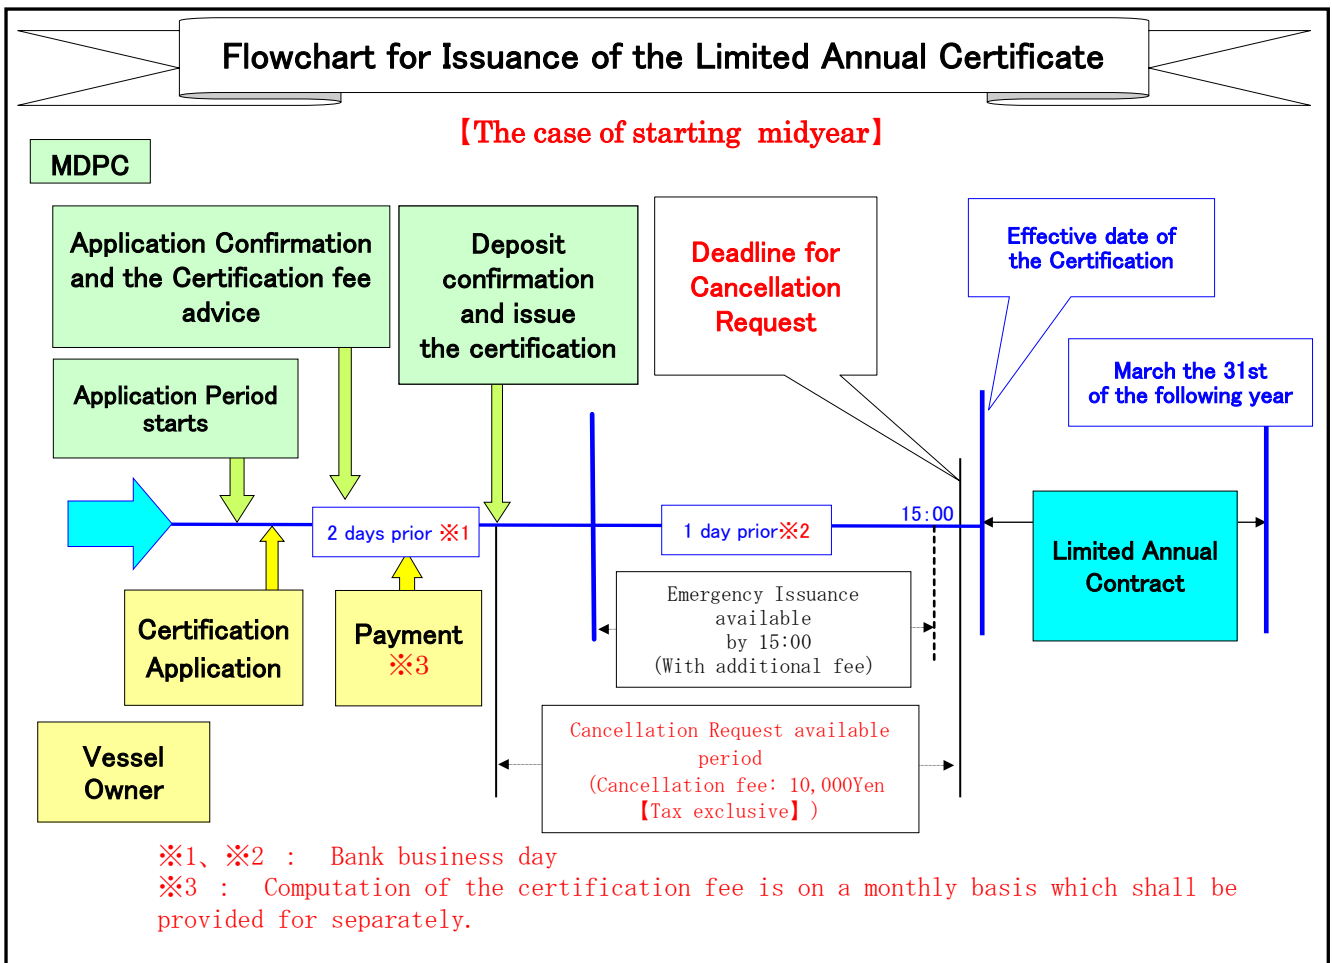 Flowchart for Issuance of the Limited Annual Certificate
【The case of starting midyear】
MDPC
Application Confirmation
and the Certification fee
advice
Deposit
confirmation
and issue
the certification
Deadline for
Cancellation
Request
Effective date of
the Certification
Application Period
starts
March the 31st
of the following year
2 days prior ※1
1 day prior※2
15:00
Limited Annual
Contract
Certification
Application
Payment
※3
Emergency Issuance
available
by 15:00
(With additional fee)
Vessel
Owner
Cancellation Request available
period
(Cancellation fee: 10,000Yen
【Tax exclusive】)
※1、※2 : Bank business day
※3 : Computation of the certification fee is on a monthly basis which shall be
provided for separately.